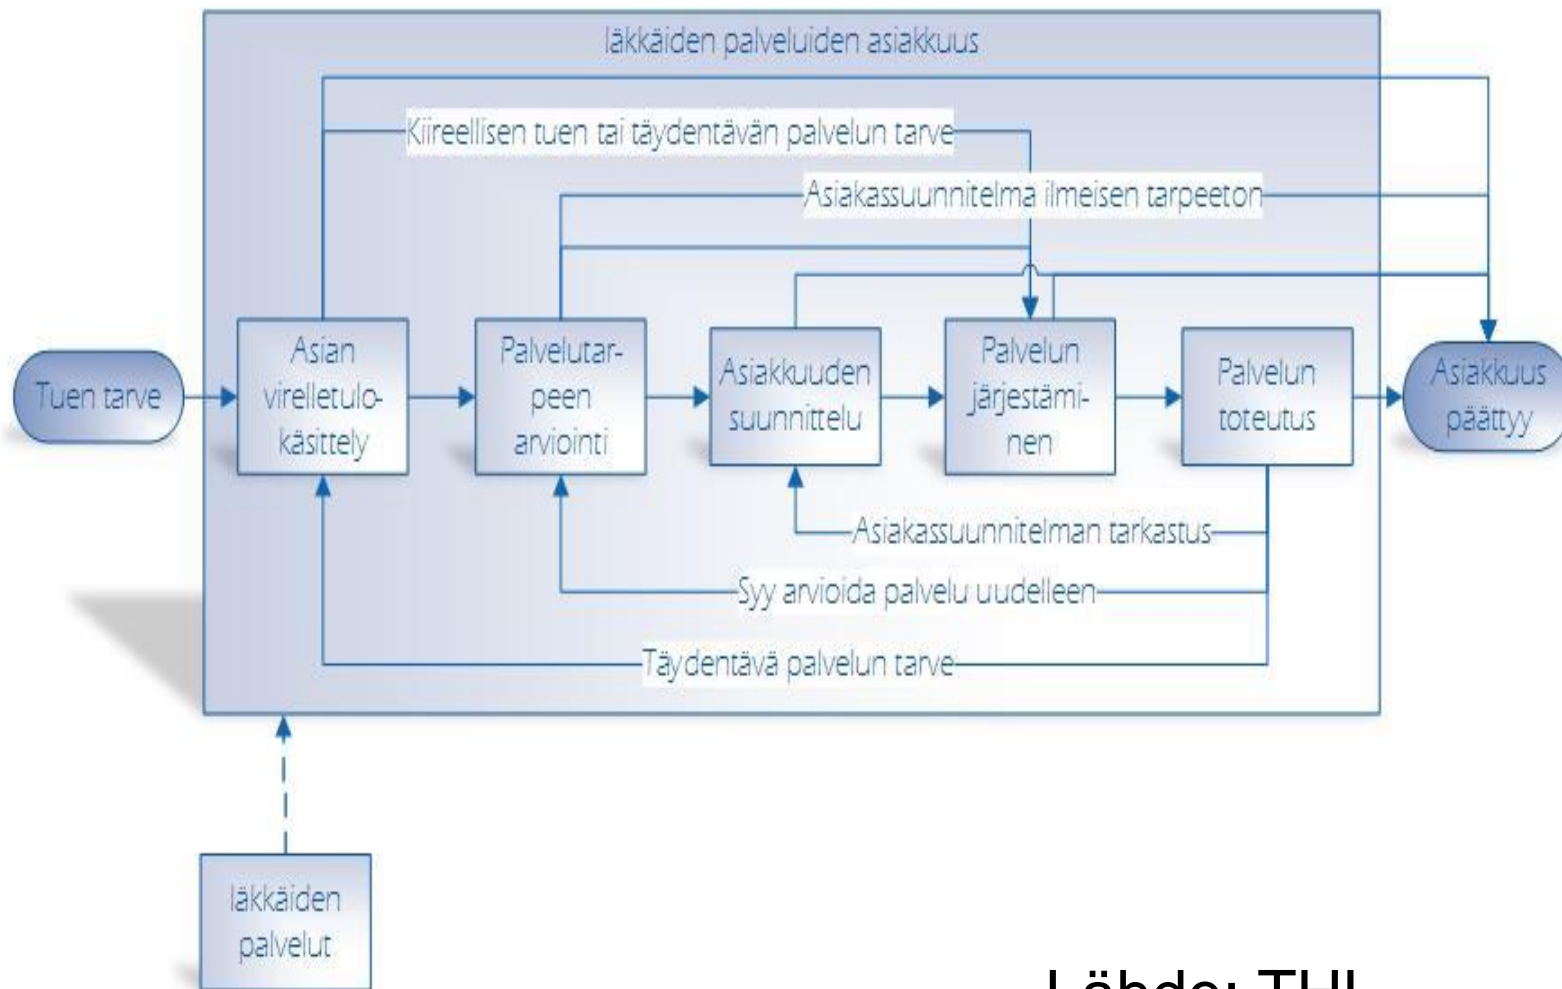 Iäkkäiden palveluiden asiakkuus
Kiireellisen tuen tai täydentävän palvelun tarve
Asiakassuunnitelma ilmeisen tarpeeton
Tuen tarve
Asian
virelletulo-
käsittely
Palvelutar-
peen
arviointi
Asiakkuuden
suunnittelu
Palvelun
järjestämi-
nen
Palvelun
toteutus
Asiakkuus
päättyy
Asiakassuunnitelman tarkastus
Syy arvioida palvelu uudelleen
Täydentävä palvelun tarve
Iäkkäiden
palvelut
Lähde: THL